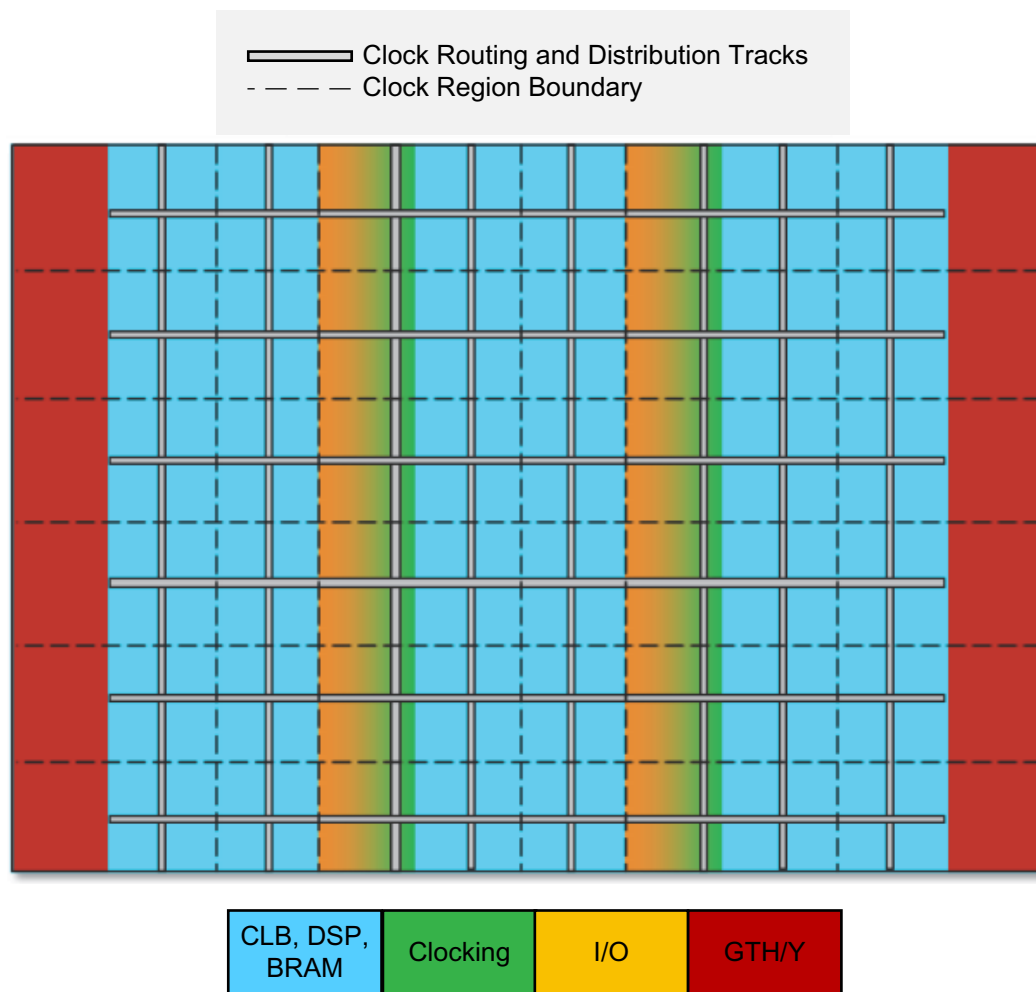 Clock Routing and Distribution Tracks
Clock Region Boundary
CLB, DSP,
BRAM
Clocking
I/O
GTH/Y